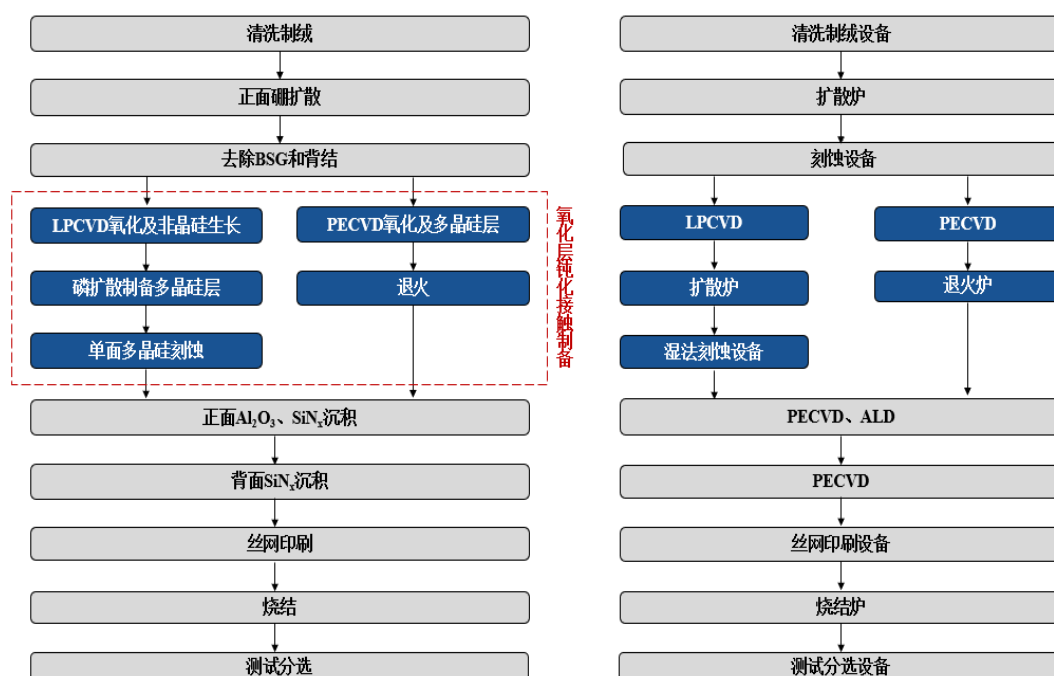 清洗制绒
正面硼扩散
去除BSG和背结
LPCVD氧化及非晶硅生长
PECVD氧化及多晶硅层
磷扩散制备多晶硅层
退火
单面多晶硅刻蚀
氧化层钝化接触制备
正面Al₂O₃、SiNₓ沉积
背面SiNₓ沉积
丝网印刷
烧结
测试分选
清洗制绒设备
扩散炉
刻蚀设备
LPCVD
PECVD
扩散炉
退火炉
湿法刻蚀设备
PECVD、ALD
PECVD
丝网印刷设备
烧结炉
测试分选设备